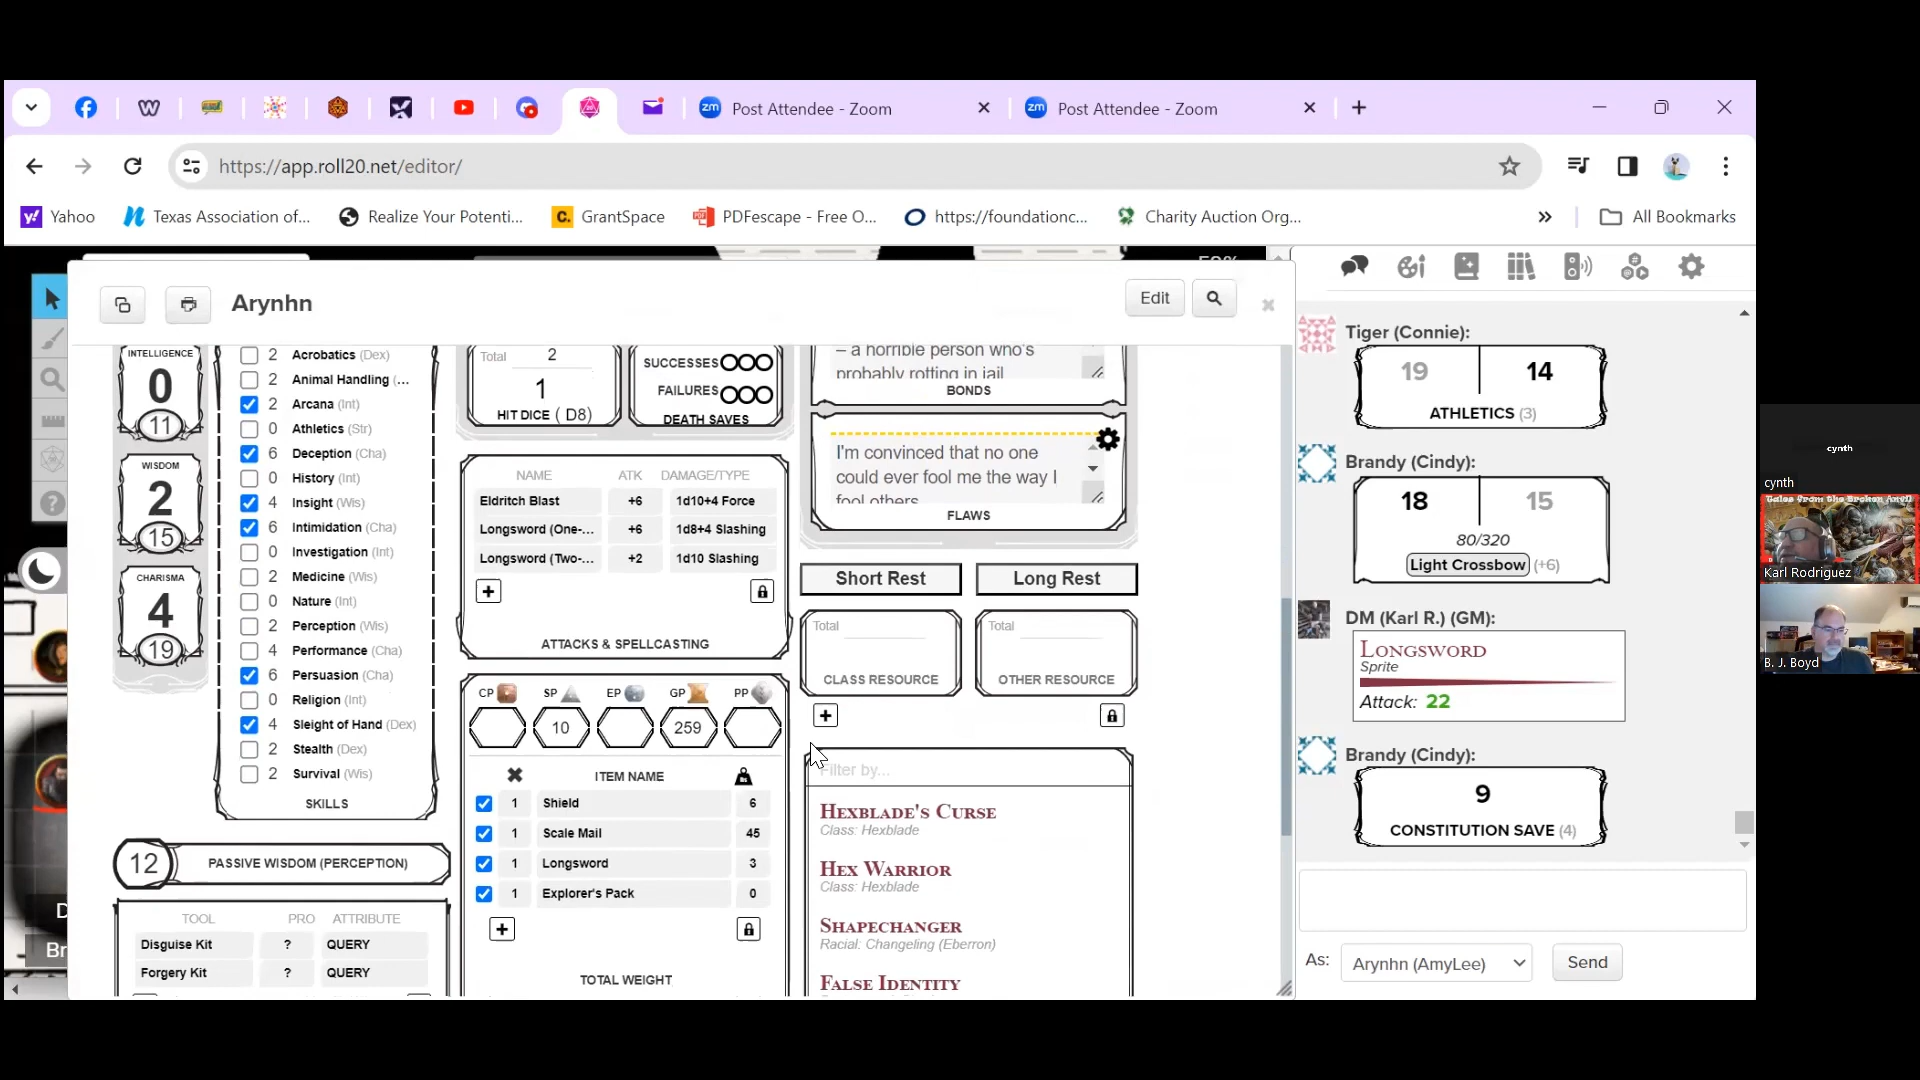 Post Attendee - Zoom
Post Attendee - Zoom
https://app.roll20.net/editor/
Yahoo
Texas Association of...
Realize Your Potenti...
GrantSpace
PDFescape - Free O...
https://foundationc...
Charity Auction Org...
All Bookmarks
Arynhn
Edit
INTELLIGENCE
0
11
WISDOM
2
15
CHARISMA
4
19
2 Acrobatics (Dex)
2 Animal Handling (...
2 Arcana (Int)
0 Athletics (Str)
6 Deception (Cha)
0 History (Int)
4 Insight (Wis)
6 Intimidation (Cha)
0 Investigation (Int)
2 Medicine (Wis)
0 Nature (Int)
2 Perception (Wis)
4 Performance (Cha)
6 Persuasion (Cha)
0 Religion (Int)
4 Sleight of Hand (Dex)
2 Stealth (Dex)
2 Survival (Wis)
SKILLS
12 PASSIVE WISDOM (PERCEPTION)
TOOL PRO ATTRIBUTE
Disguise Kit ? QUERY
Forgery Kit ? QUERY
Total 2
1
HIT DICE ( D8)
SUCCESSES
FAILURES
DEATH SAVES
NAME ATK DAMAGE/TYPE
Eldritch Blast +6 1d10+4 Force
Longsword (One-... +6 1d8+4 Slashing
Longsword (Two-... +2 1d10 Slashing
ATTACKS & SPELLCASTING
CP SP EP GP PP
10 259
ITEM NAME
1 Shield 6
1 Scale Mail 45
1 Longsword 3
1 Explorer's Pack 0
TOTAL WEIGHT
– a horrible person who's
probably rotting in jail
BONDS
I'm convinced that no one
could ever fool me the way I
fool others
FLAWS
Short Rest
Long Rest
Total
CLASS RESOURCE
Total
OTHER RESOURCE
Filter by...
HEXBLADE'S CURSE
Class: Hexblade
HEX WARRIOR
Class: Hexblade
SHAPECHANGER
Racial: Changeling (Eberron)
FALSE IDENTITY
Tiger (Connie):
19 14
ATHLETICS (3)
Brandy (Cindy):
18 15
80/320
Light Crossbow (+6)
DM (Karl R.) (GM):
LONGSWORD
Sprite
Attack: 22
Brandy (Cindy):
9
CONSTITUTION SAVE (4)
As: Arynhn (AmyLee)
Send
cynth
cynth
Tales from the Broken Anvil
Karl Rodriguez
B. J. Boyd